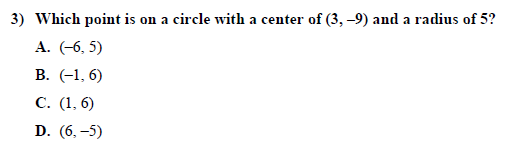 3) Which point is on a circle with a center of (3, –9) and a radius of 5?
A. (–6, 5)
B. (–1, 6)
C. (1, 6)
D. (6, –5)